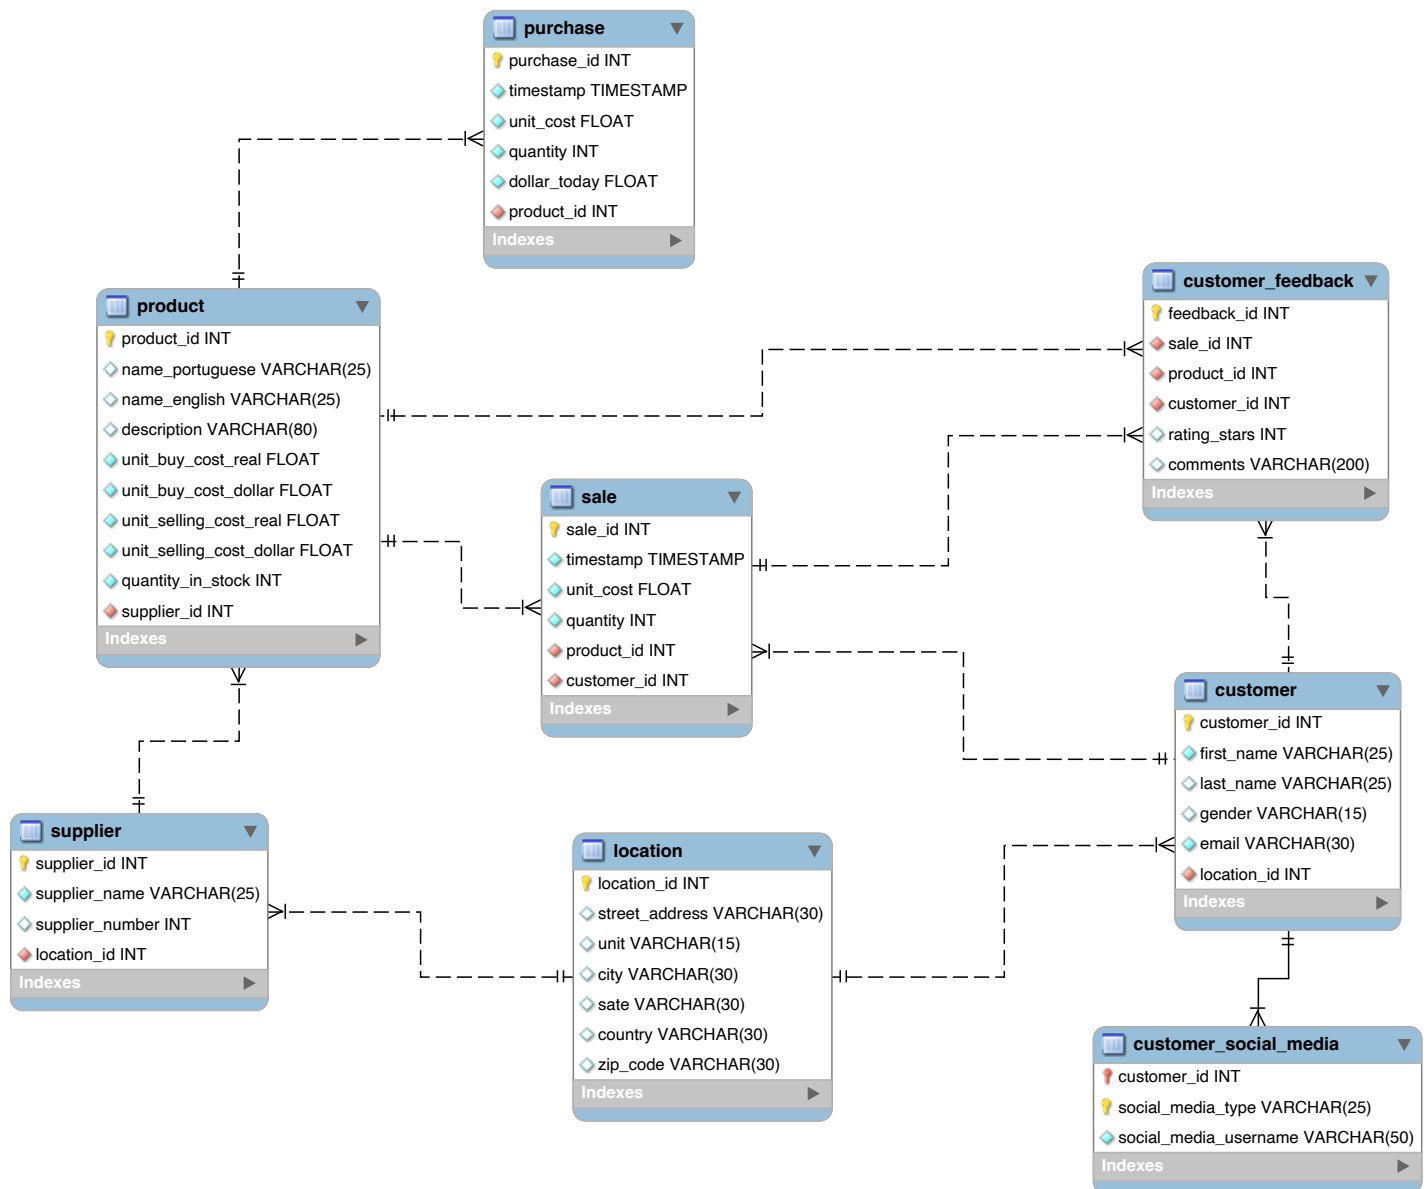 purchase
purchase_id INT
timestamp TIMESTAMP
unit_cost FLOAT
quantity INT
dollar_today FLOAT
product_id INT
Indexes
product
product_id INT
name_portuguese VARCHAR(25)
name_english VARCHAR(25)
description VARCHAR(80)
unit_buy_cost_real FLOAT
unit_buy_cost_dollar FLOAT
unit_selling_cost_real FLOAT
unit_selling_cost_dollar FLOAT
quantity_in_stock INT
supplier_id INT
Indexes
customer_feedback
feedback_id INT
sale_id INT
product_id INT
customer_id INT
rating_stars INT
comments VARCHAR(200)
Indexes
sale
sale_id INT
timestamp TIMESTAMP
unit_cost FLOAT
quantity INT
product_id INT
customer_id INT
Indexes
customer
customer_id INT
first_name VARCHAR(25)
last_name VARCHAR(25)
gender VARCHAR(15)
email VARCHAR(30)
location_id INT
Indexes
supplier
supplier_id INT
supplier_name VARCHAR(25)
supplier_number INT
location_id INT
Indexes
location
location_id INT
street_address VARCHAR(30)
unit VARCHAR(15)
city VARCHAR(30)
sate VARCHAR(30)
country VARCHAR(30)
zip_code VARCHAR(30)
Indexes
customer_social_media
customer_id INT
social_media_type VARCHAR(25)
social_media_username VARCHAR(50)
Indexes